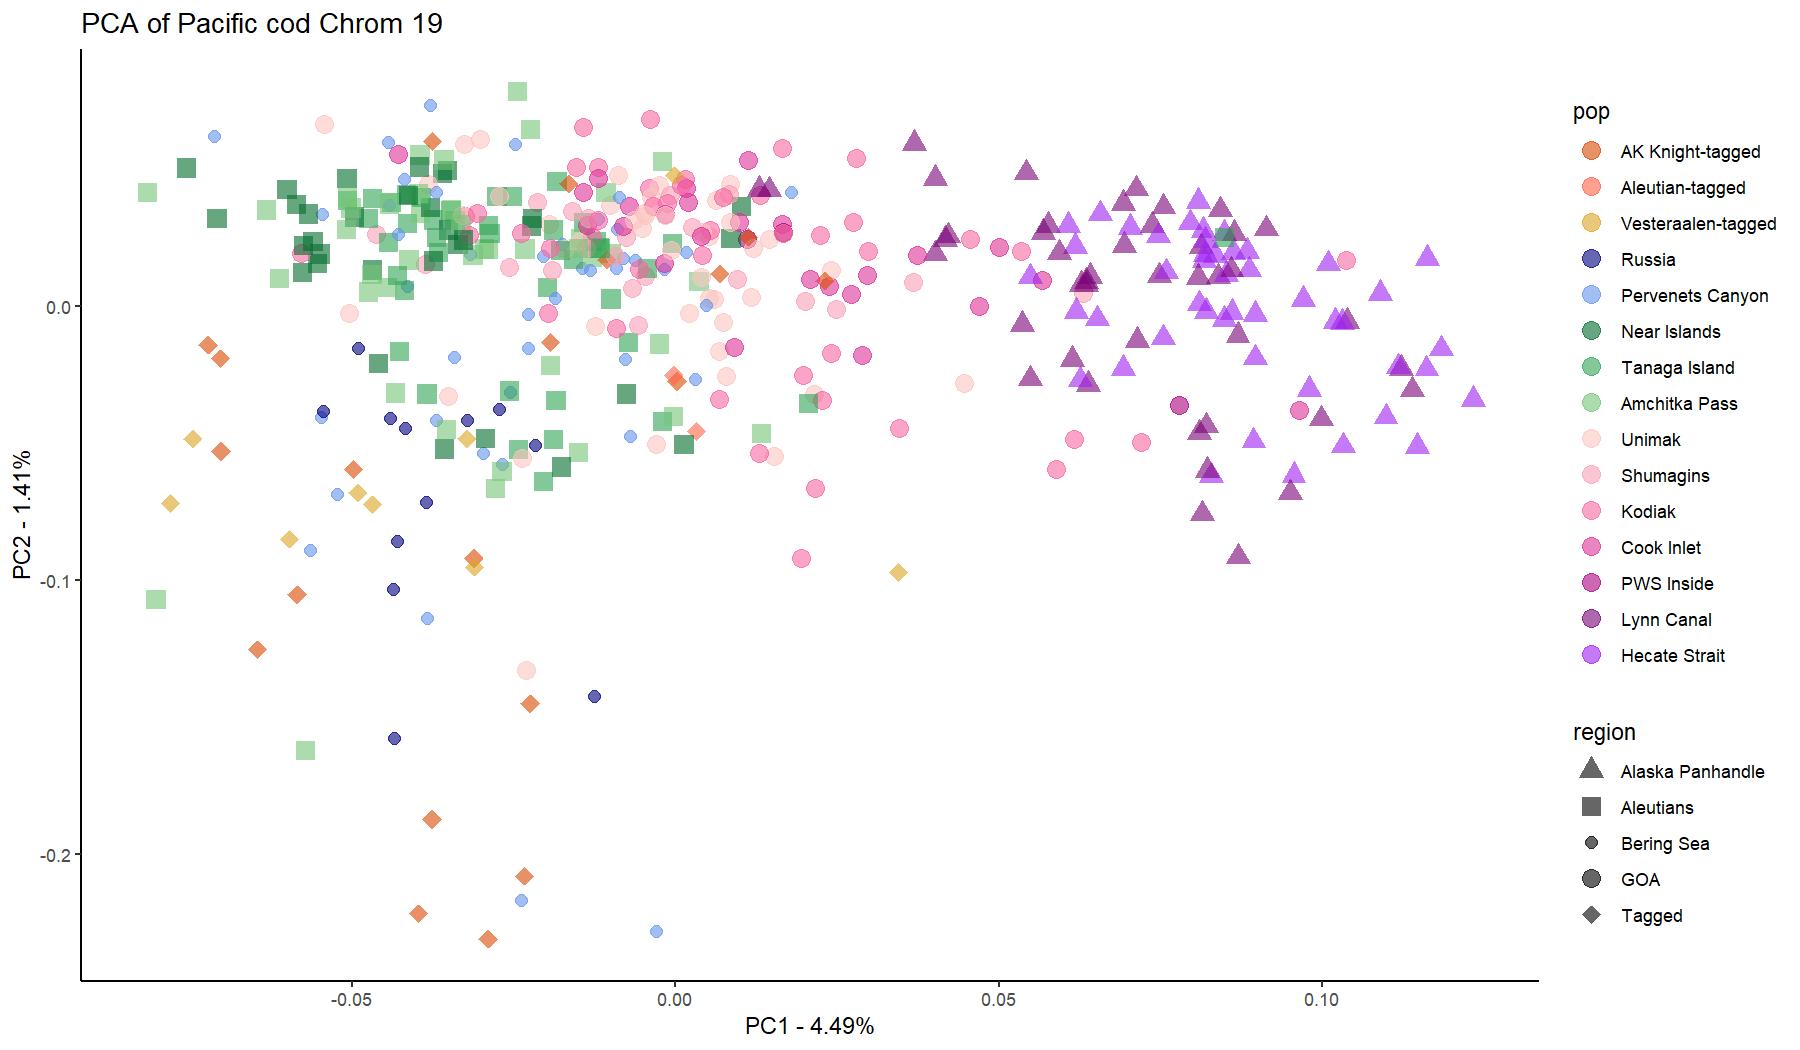 PCA of Pacific cod Chrom 19
PC2 - 1.41%
0.0
-0.1
-0.2
-0.05
0.00
0.05
0.10
PC1 - 4.49%
pop
AK Knight-tagged
Aleutian-tagged
Vesteraalen-tagged
Russia
Pervenets Canyon
Near Islands
Tanaga Island
Amchitka Pass
Unimak
Shumagins
Kodiak
Cook Inlet
PWS Inside
Lynn Canal
Hecate Strait
region
Alaska Panhandle
Aleutians
Bering Sea
GOA
Tagged